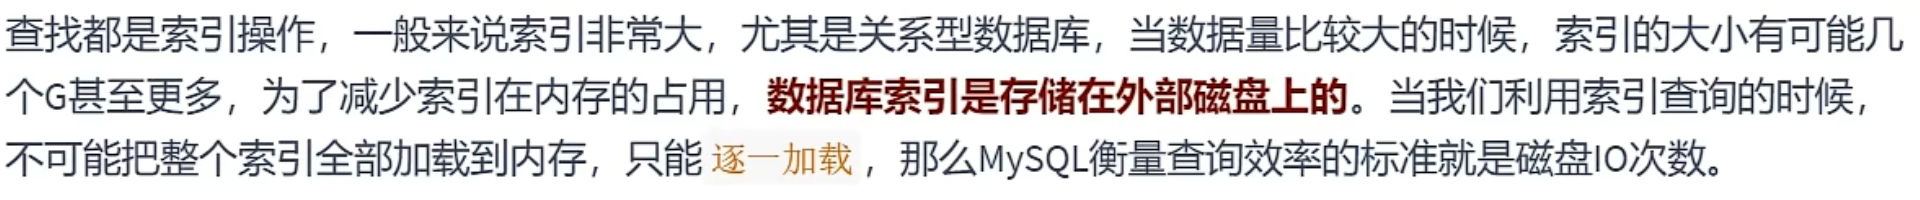 查找都是索引操作，一般来说索引非常大，尤其是关系型数据库，当数据量比较大的时候，索引的大小有可能几
个G甚至更多，为了减少索引在内存的占用，数据库索引是存储在外部磁盘上的。当我们利用索引查询的时候，
不可能把整个索引全部加载到内存，只能 逐一加载 ，那么MySQL衡量查询效率的标准就是磁盘IO次数。